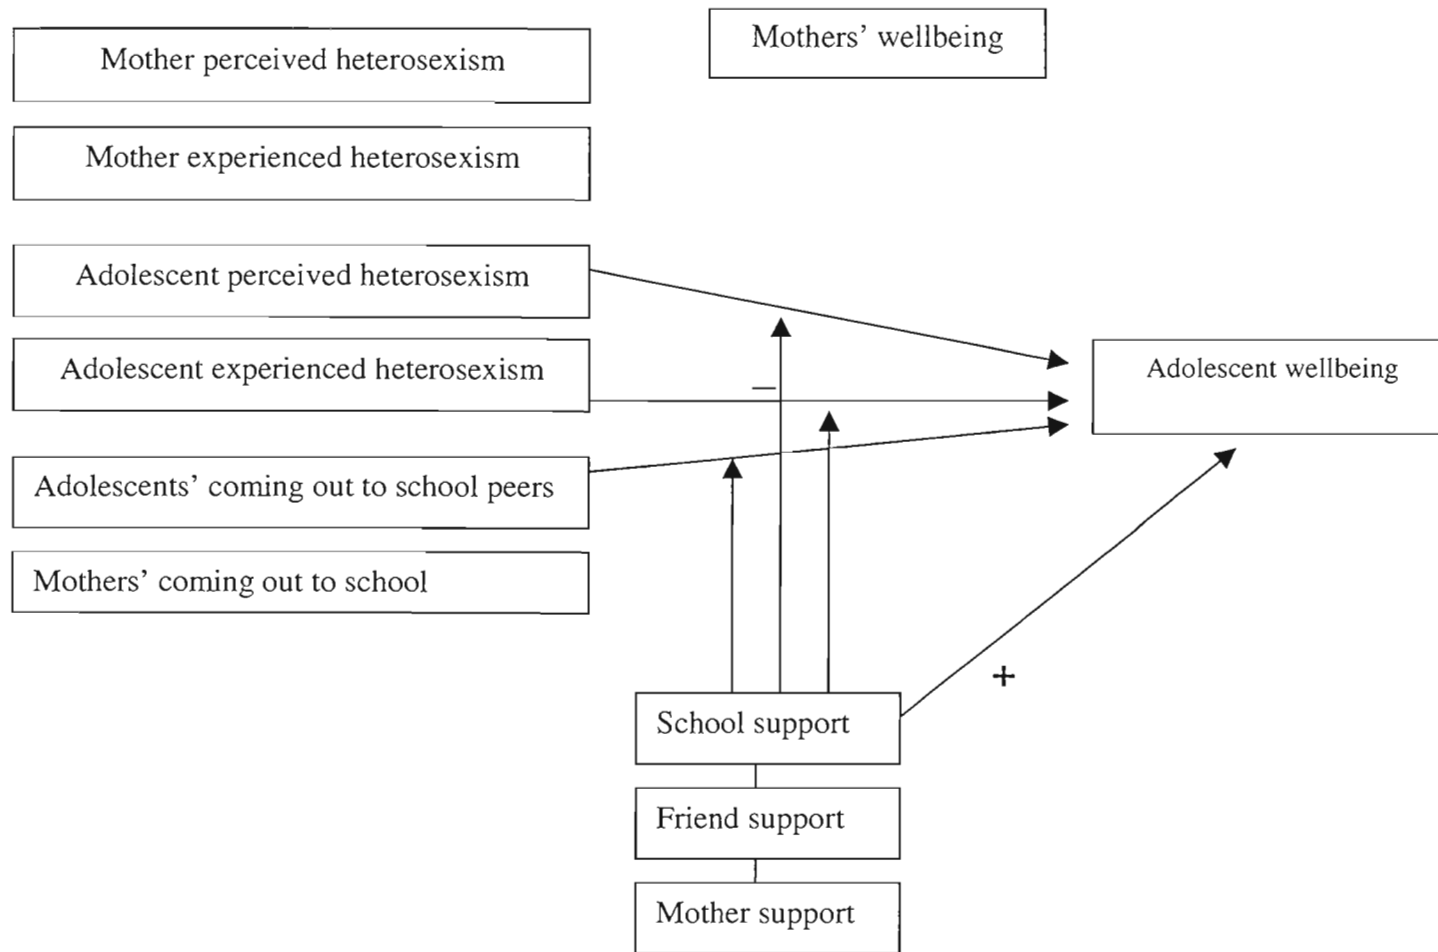 Mothers’ wellbeing
Mother perceived heterosexism
Mother experienced heterosexism
Adolescent perceived heterosexism
Adolescent experienced heterosexism
Adolescent wellbeing
–
Adolescents’ coming out to school peers
Mothers’ coming out to school
+
School support
Friend support
Mother support